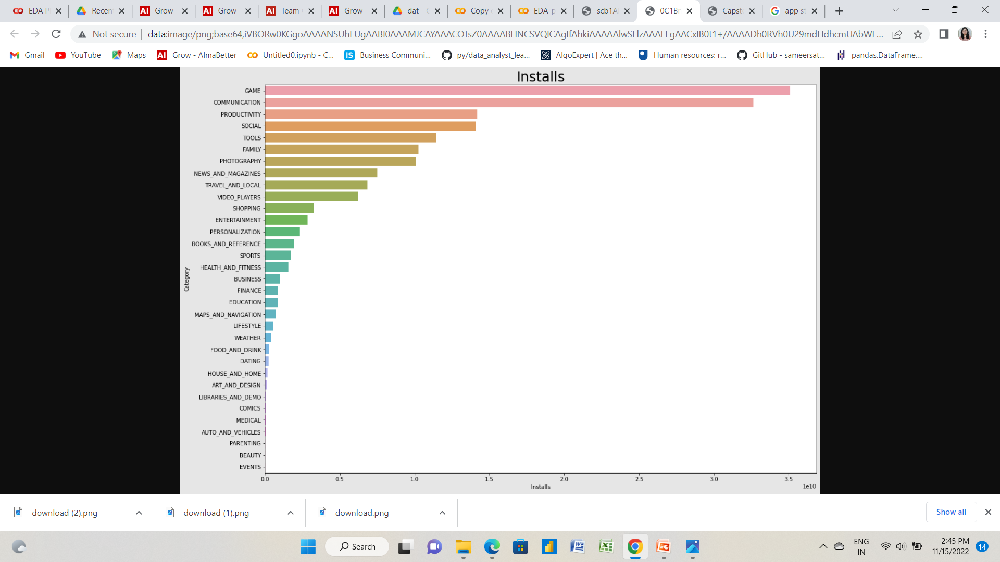 EDA P
Recen
Grow
Grow
Team
Grow
dat - C
Copy
EDA-p
scb1A
0C1Br
Capst
app st
Not secure
data:image/png;base64,iVBORw0KGgoAAAANSUhEUgAABI0AAAMJCAYAAACOTsZ0AAAABHNCSVQICAgIfAhkiAAAAAlwSFlzAAALEgAACxIB0t1+/AAAADh0RVh0U29mdHdhcmUAbWF...
Gmail
YouTube
Maps
Grow - AlmaBetter
Untitled0.ipynb - C...
Business Communi...
py/data_analyst_lea...
AlgoExpert | Ace th...
Human resources: r...
GitHub - sameersat...
pandas.DataFrame....
Installs
GAME
COMMUNICATION
PRODUCTIVITY
SOCIAL
TOOLS
FAMILY
PHOTOGRAPHY
NEWS_AND_MAGAZINES
TRAVEL_AND_LOCAL
VIDEO_PLAYERS
SHOPPING
ENTERTAINMENT
PERSONALIZATION
BOOKS_AND_REFERENCE
SPORTS
HEALTH_AND_FITNESS
BUSINESS
FINANCE
EDUCATION
MAPS_AND_NAVIGATION
LIFESTYLE
WEATHER
FOOD_AND_DRINK
DATING
HOUSE_AND_HOME
ART_AND_DESIGN
LIBRARIES_AND_DEMO
COMICS
MEDICAL
AUTO_AND_VEHICLES
PARENTING
BEAUTY
EVENTS
Category
0.0 0.5 1.0 1.5 2.0 2.5 3.0 3.5
Installs
1e10
download (2).png
download (1).png
download.png
Show all
Search
ENG
IN
2:45 PM
11/15/2022
14